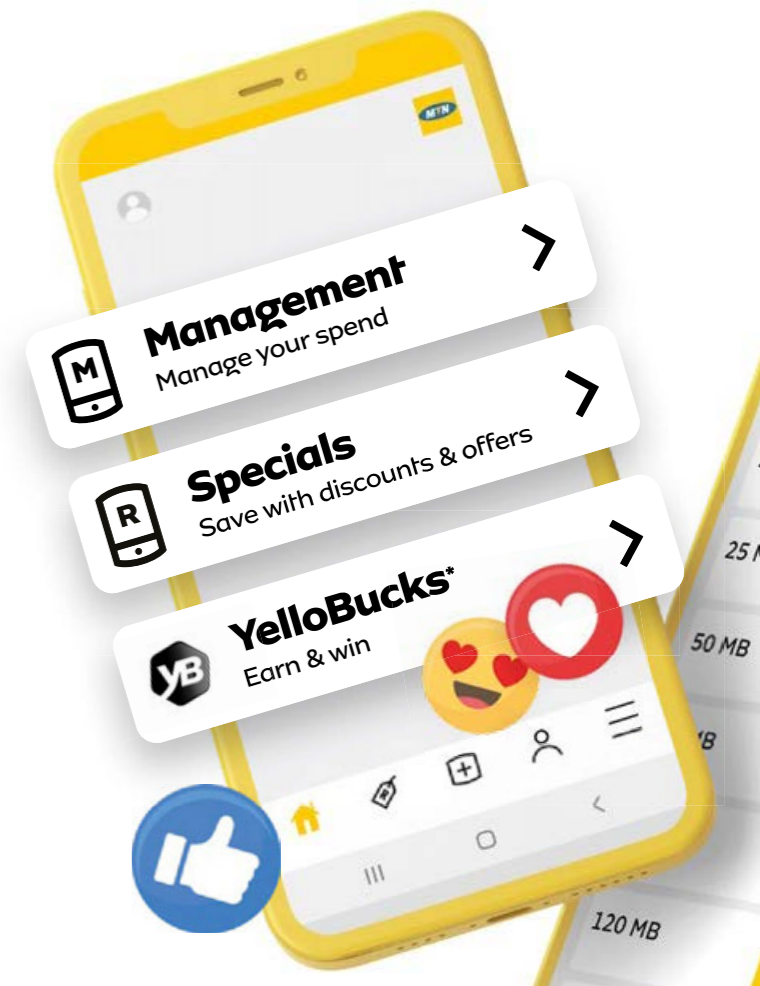 MTN
M
Management
Manage your spend
R
Specials
Save with discounts & offers
yB
YelloBucks*
Earn & win
R
25
50 MB
120 MB